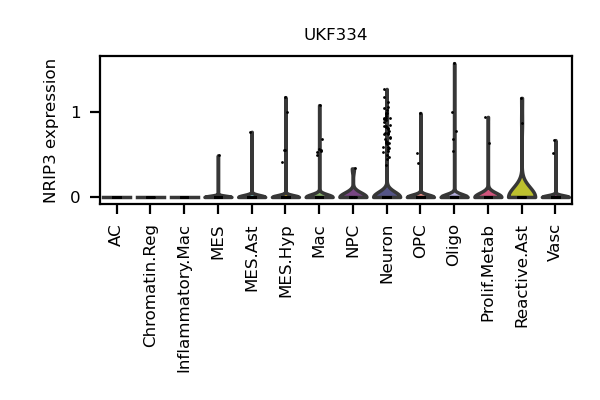 UKF334
NRIP3 expression
1
0
AC
Chromatin.Reg
Inflammatory.Mac
MES
MES.Ast
MES.Hyp
Mac
NPC
Neuron
OPC
Oligo
Prolif.Metab
Reactive.Ast
Vasc